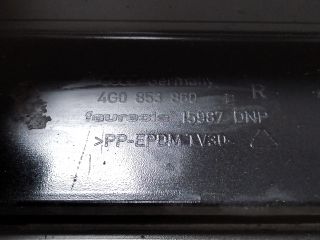 4G0 853 860 R
faurecia 15987 DNP
>PP-EPDM TV30<